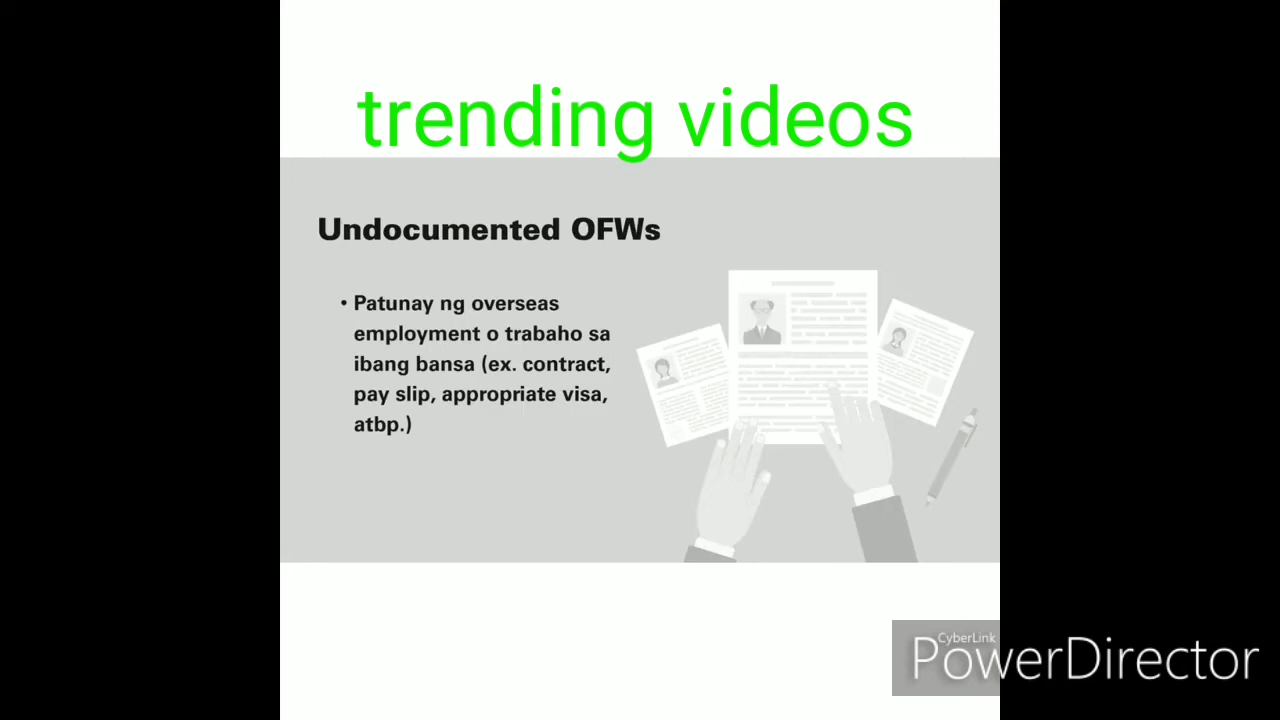 trending videos
Undocumented OFWs
• Patunay ng overseas
employment o trabaho sa
ibang bansa (ex. contract,
pay slip, appropriate visa,
atbp.)
CyberLink
PowerDirector